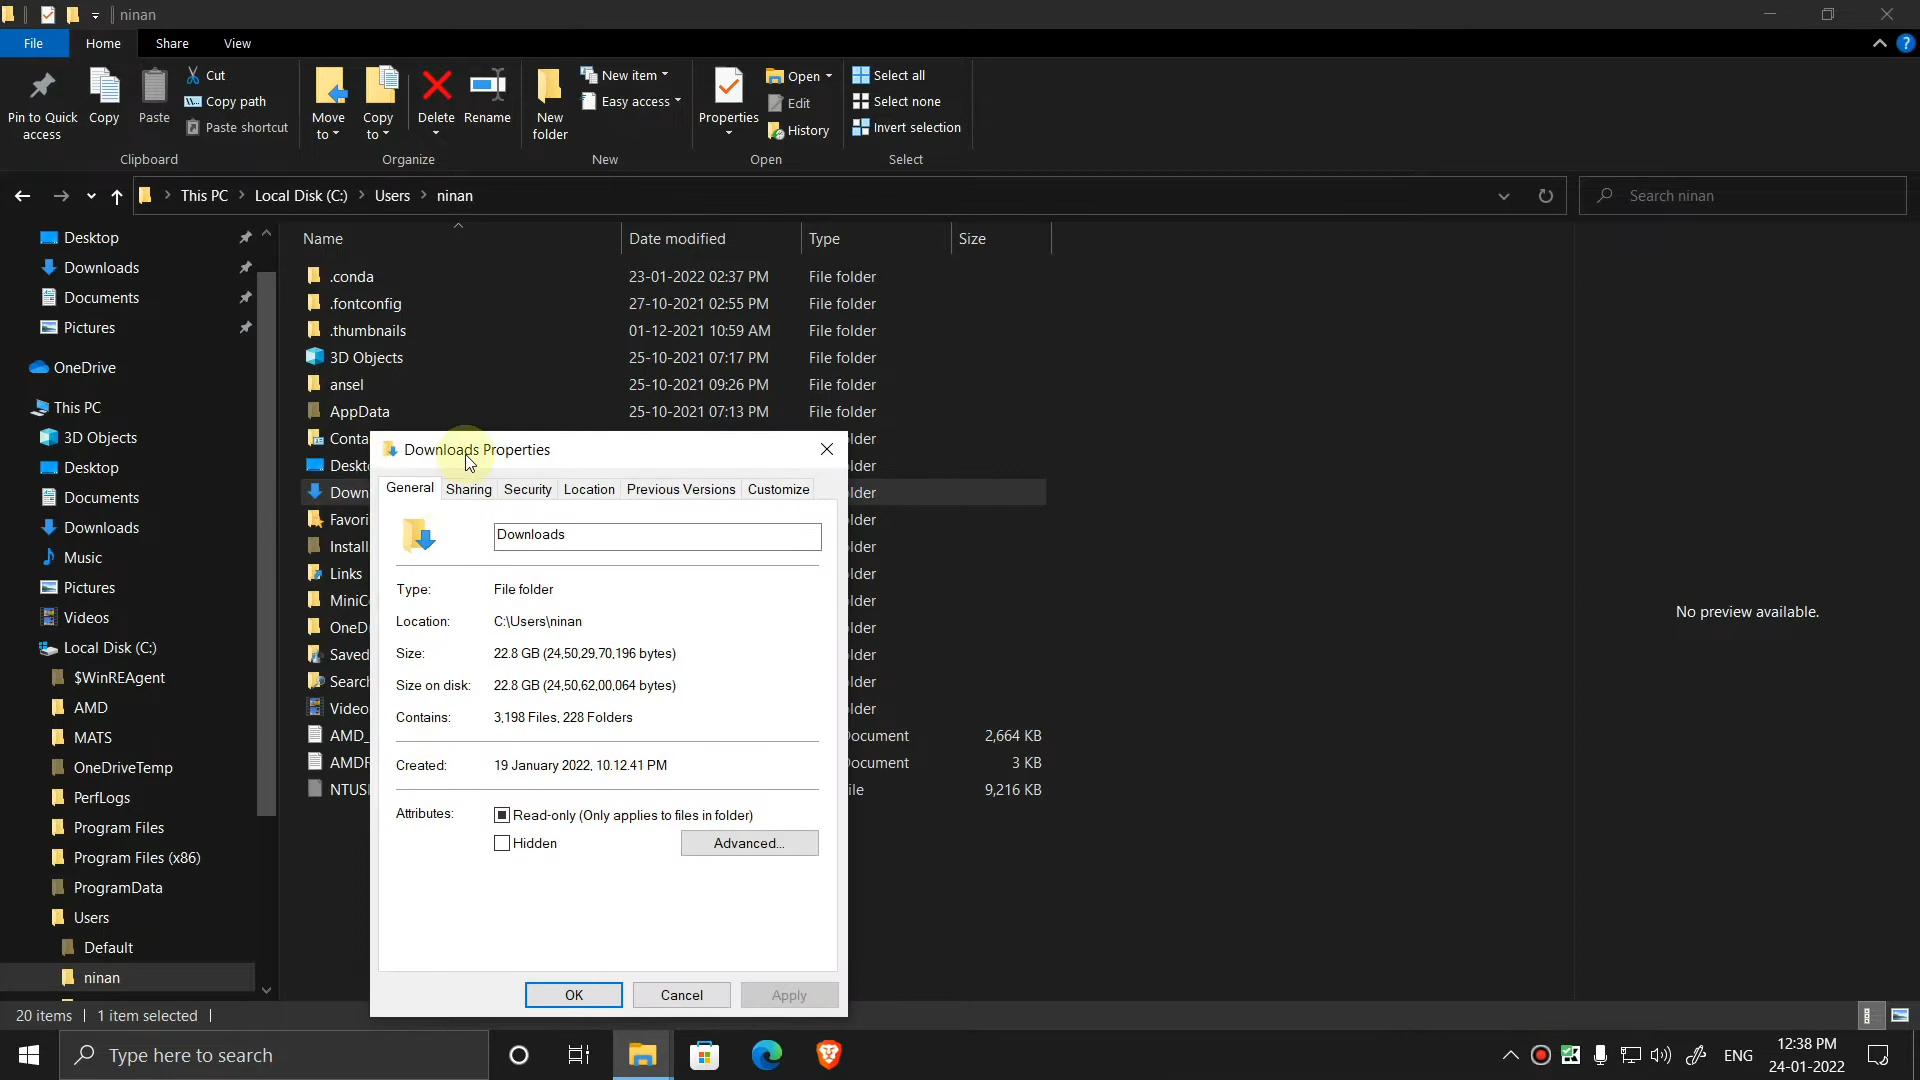 ninan
File
Home
Share
View
Pin to Quick access
Copy
Paste
Cut
Copy path
Paste shortcut
Clipboard
Move to
Copy to
Delete
Rename
Organize
New folder
New item
Easy access
New
Properties
Open
Edit
History
Open
Select all
Select none
Invert selection
Select
This PC
Local Disk (C:)
Users
ninan
Search ninan
Desktop
Downloads
Documents
Pictures
OneDrive
This PC
3D Objects
Desktop
Documents
Downloads
Music
Pictures
Videos
Local Disk (C:)
$WinREAgent
AMD
MATS
OneDriveTemp
PerfLogs
Program Files
Program Files (x86)
ProgramData
Users
Default
ninan
Name Date modified Type Size
.conda 23-01-2022 02:37 PM File folder
.fontconfig 27-10-2021 02:55 PM File folder
.thumbnails 01-12-2021 10:59 AM File folder
3D Objects 25-10-2021 07:17 PM File folder
ansel 25-10-2021 09:26 PM File folder
AppData 25-10-2021 07:13 PM File folder
Conta lder
Deskt lder
Down lder
Favori lder
Install lder
Links lder
MiniC lder
OneD lder
Saved lder
Search lder
Video lder
AMD_ ocument 2,664 KB
AMDR ocument 3 KB
NTUS ile 9,216 KB
Downloads Properties
General Sharing Security Location Previous Versions Customize
Downloads
Type: File folder
Location: C:\Users\ninan
Size: 22.8 GB (24,50,29,70,196 bytes)
Size on disk: 22.8 GB (24,50,62,00,064 bytes)
Contains: 3,198 Files, 228 Folders
Created: 19 January 2022, 10.12.41 PM
Attributes: Read-only (Only applies to files in folder)
Hidden
Advanced...
OK
Cancel
Apply
No preview available.
20 items
1 item selected
Type here to search
ENG
12:38 PM
24-01-2022